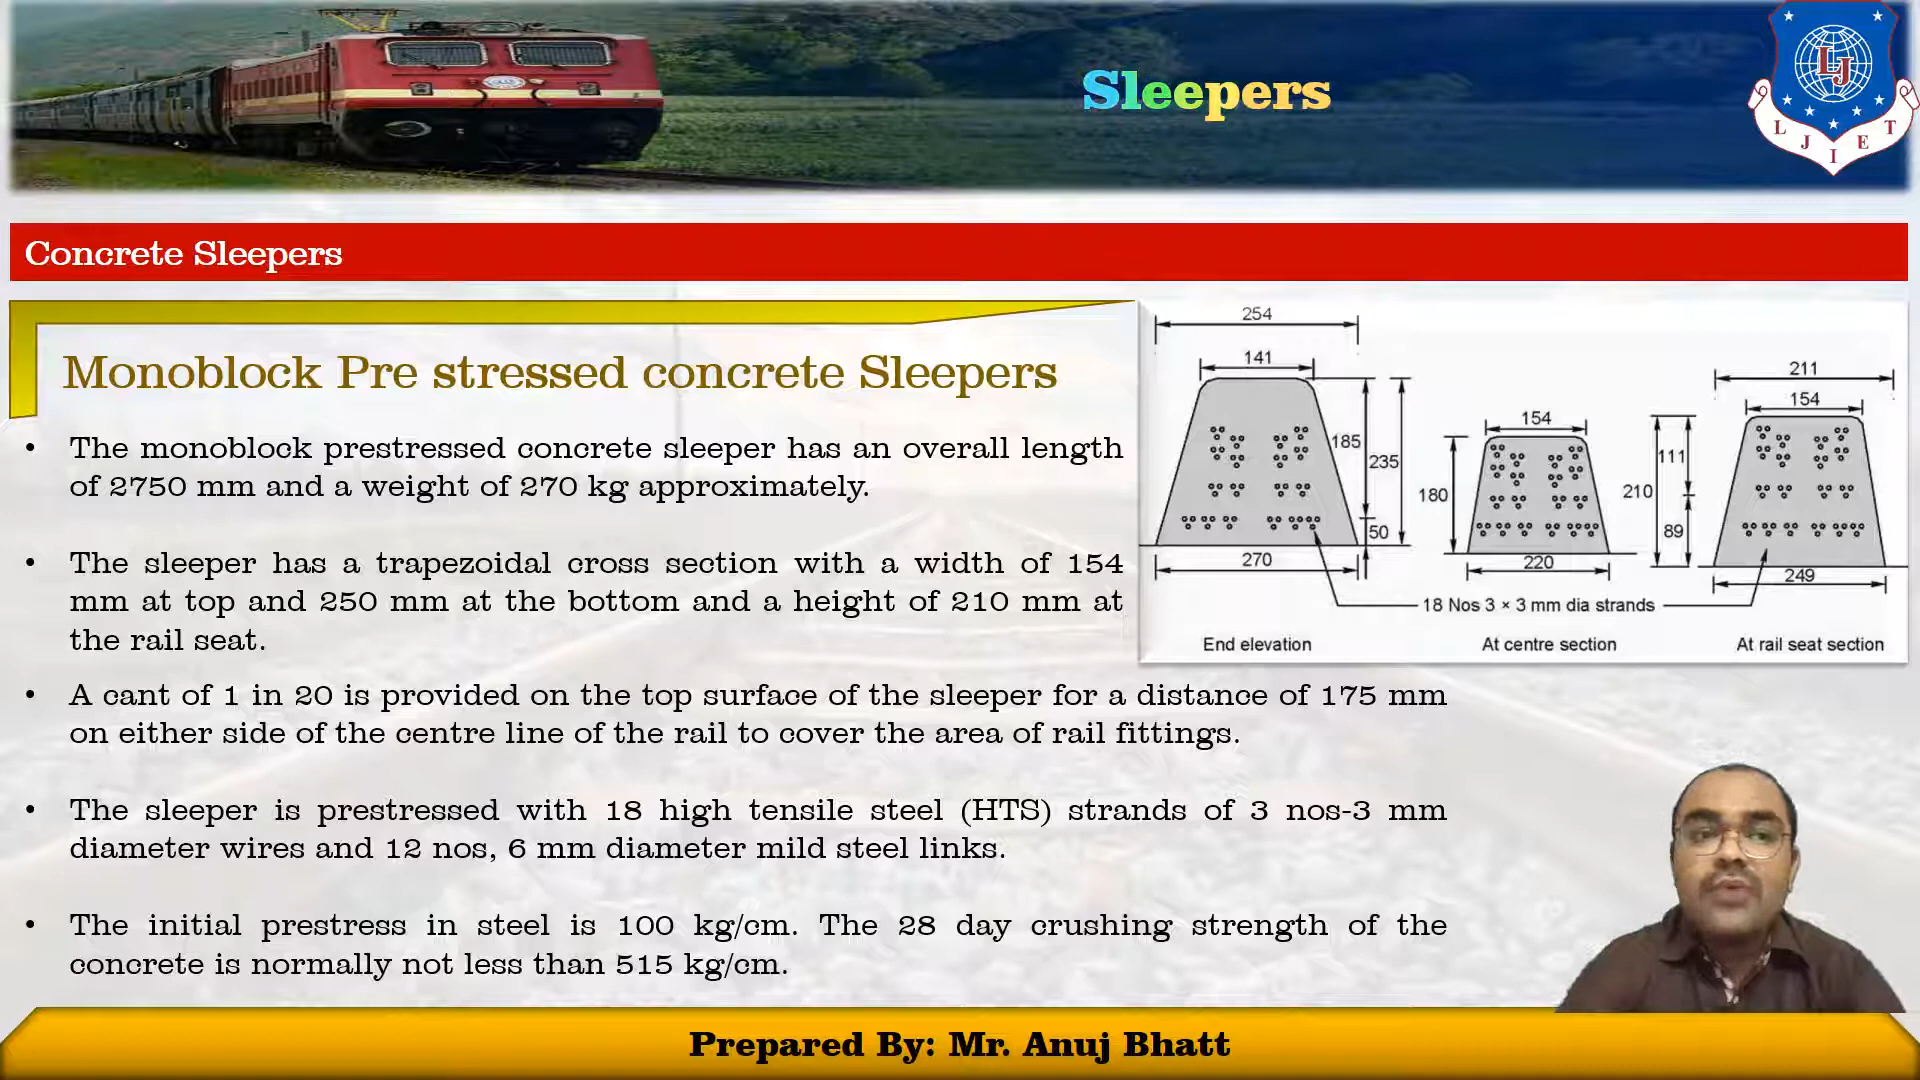 Sleepers
LJ
L J I E T
Concrete Sleepers
Monoblock Pre stressed concrete Sleepers
• The monoblock prestressed concrete sleeper has an overall length
of 2750 mm and a weight of 270 kg approximately.
• The sleeper has a trapezoidal cross section with a width of 154
mm at top and 250 mm at the bottom and a height of 210 mm at
the rail seat.
• A cant of 1 in 20 is provided on the top surface of the sleeper for a distance of 175 mm
on either side of the centre line of the rail to cover the area of rail fittings.
• The sleeper is prestressed with 18 high tensile steel (HTS) strands of 3 nos-3 mm
diameter wires and 12 nos, 6 mm diameter mild steel links.
• The initial prestress in steel is 100 kg/cm. The 28 day crushing strength of the
concrete is normally not less than 515 kg/cm.
254
141
185
235
50
270
End elevation
154
180
220
At centre section
211
154
111
210
89
249
At rail seat section
18 Nos 3 × 3 mm dia strands
Prepared By: Mr. Anuj Bhatt